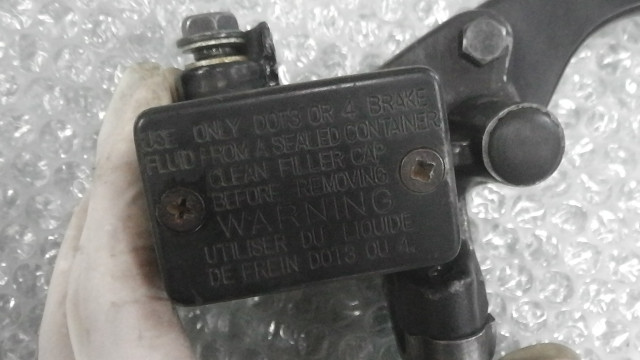 USE ONLY DOT3 OR 4 BRAKE
FLUID FROM A SEALED CONTAINER
CLEAN FILLER CAP
BEFORE REMOVING
WARNING
UTILISER DU LIQUIDE
DE FREIN DOT3 OU 4.